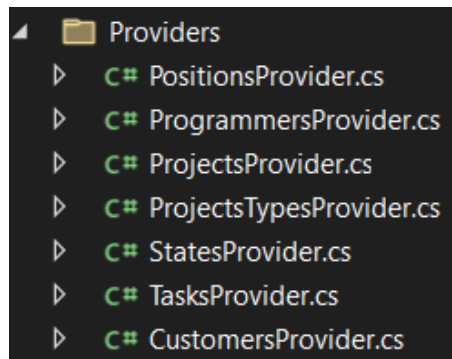 Providers
C# PositionsProvider.cs
C# ProgrammersProvider.cs
C# ProjectsProvider.cs
C# ProjectsTypesProvider.cs
C# StatesProvider.cs
C# TasksProvider.cs
C# CustomersProvider.cs